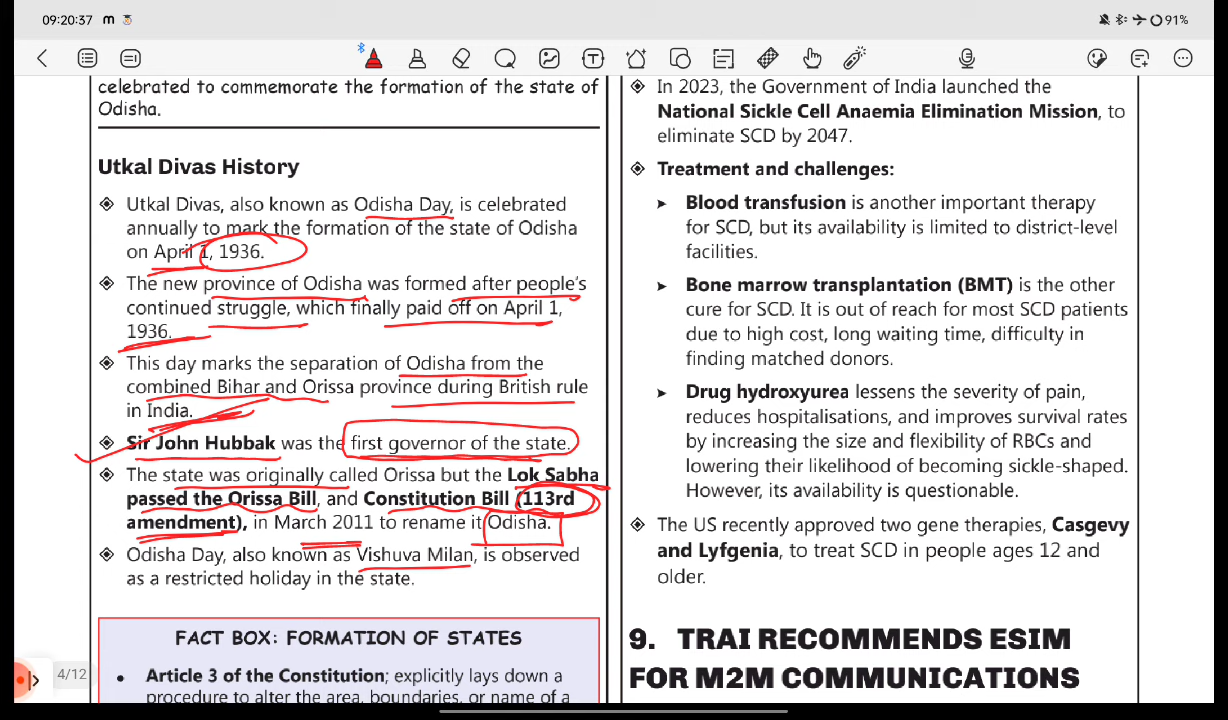 09:20:37 m
91%
celebrated to commemorate the formation of the state of
Odisha.
Utkal Divas History
Utkal Divas, also known as Odisha Day, is celebrated
annually to mark the formation of the state of Odisha
on April 1, 1936.
The new province of Odisha was formed after people's
continued struggle, which finally paid off on April 1,
1936.
This day marks the separation of Odisha from the
combined Bihar and Orissa province during British rule
in India.
Sir John Hubbak was the first governor of the state.
The state was originally called Orissa but the Lok Sabha
passed the Orissa Bill, and Constitution Bill (113rd
amendment), in March 2011 to rename it Odisha.
Odisha Day, also known as Vishuva Milan, is observed
as a restricted holiday in the state.
FACT BOX: FORMATION OF STATES
• Article 3 of the Constitution; explicitly lays down a
procedure to alter the area, boundaries, or name of a
4/12
In 2023, the Government of India launched the
National Sickle Cell Anaemia Elimination Mission, to
eliminate SCD by 2047.
Treatment and challenges:
Blood transfusion is another important therapy
for SCD, but its availability is limited to district-level
facilities.
Bone marrow transplantation (BMT) is the other
cure for SCD. It is out of reach for most SCD patients
due to high cost, long waiting time, difficulty in
finding matched donors.
Drug hydroxyurea lessens the severity of pain,
reduces hospitalisations, and improves survival rates
by increasing the size and flexibility of RBCs and
lowering their likelihood of becoming sickle-shaped.
However, its availability is questionable.
The US recently approved two gene therapies, Casgevy
and Lyfgenia, to treat SCD in people ages 12 and
older.
9. TRAI RECOMMENDS ESIM
FOR M2M COMMUNICATIONS